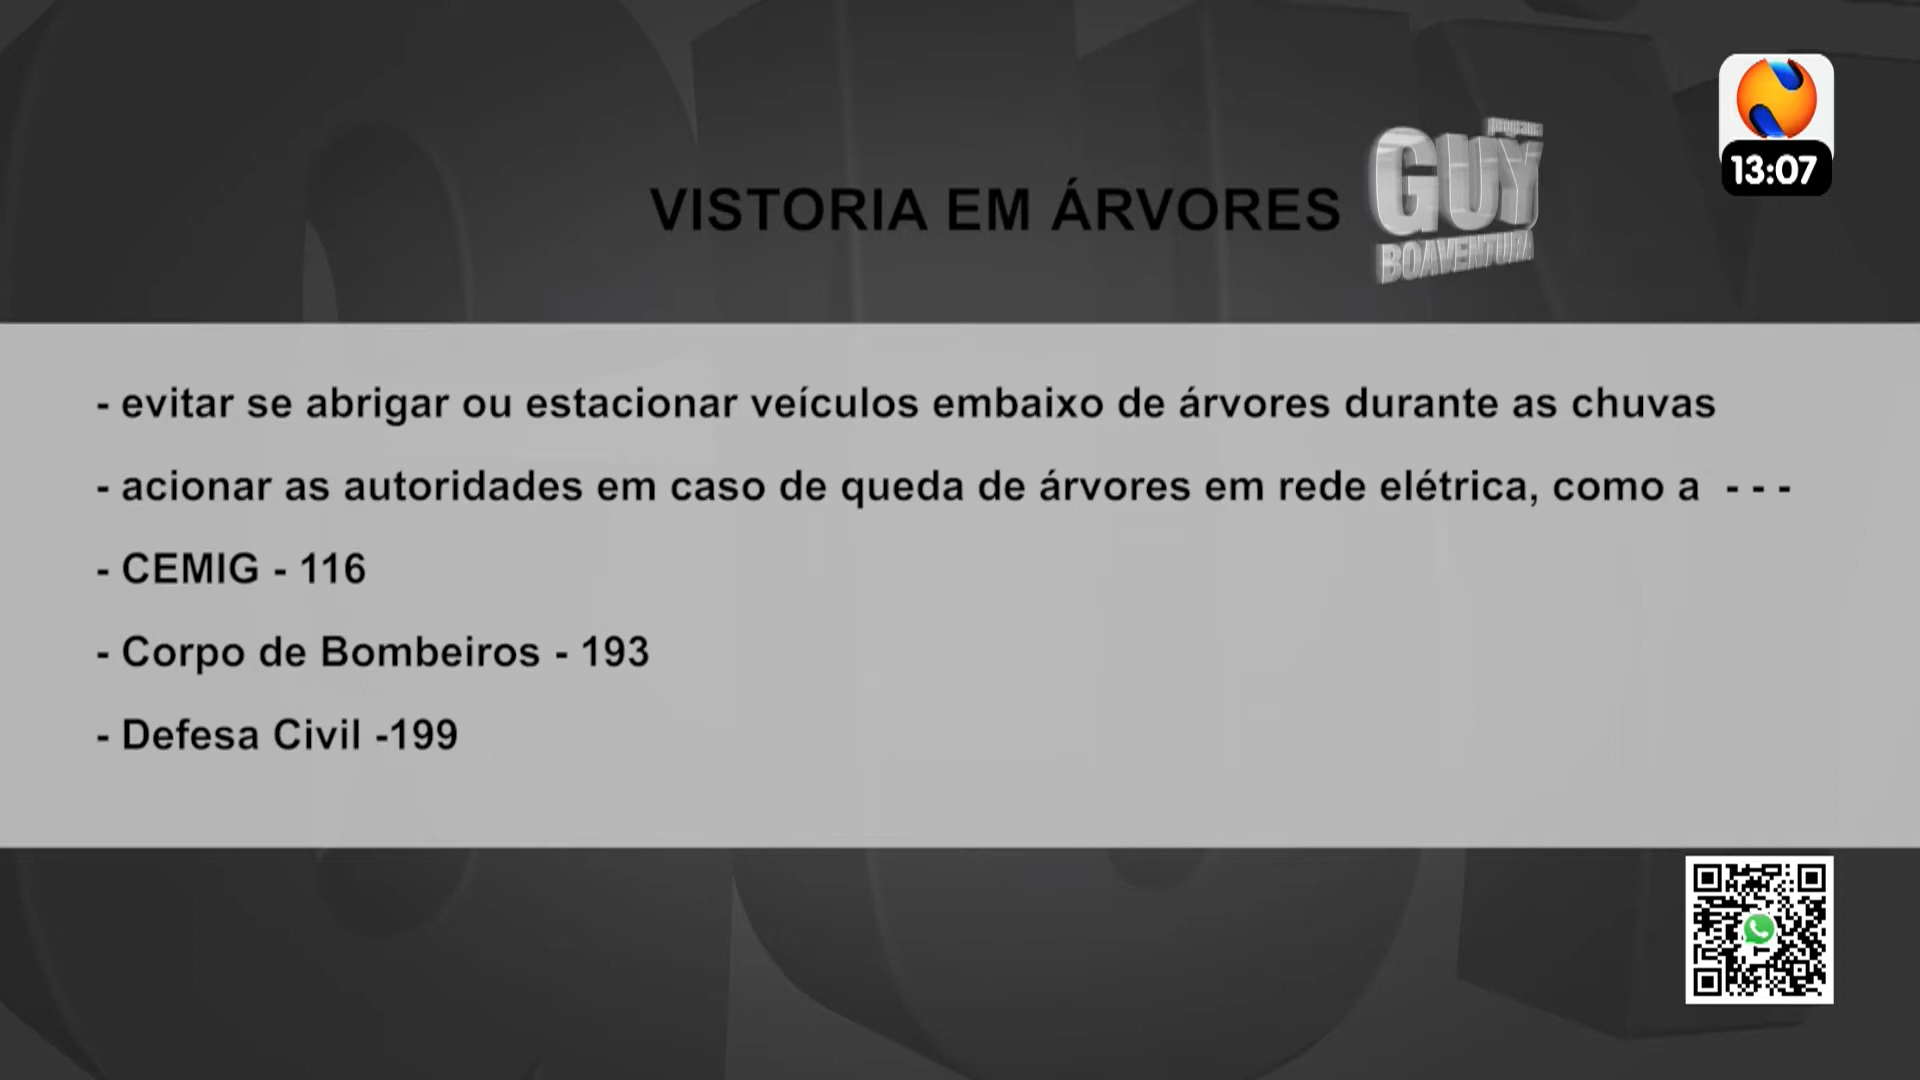 13:07
programa
GUY
BOAVENTURA
VISTORIA EM ÁRVORES
- evitar se abrigar ou estacionar veículos embaixo de árvores durante as chuvas
- acionar as autoridades em caso de queda de árvores em rede elétrica, como a - - -
- CEMIG - 116
- Corpo de Bombeiros - 193
- Defesa Civil -199